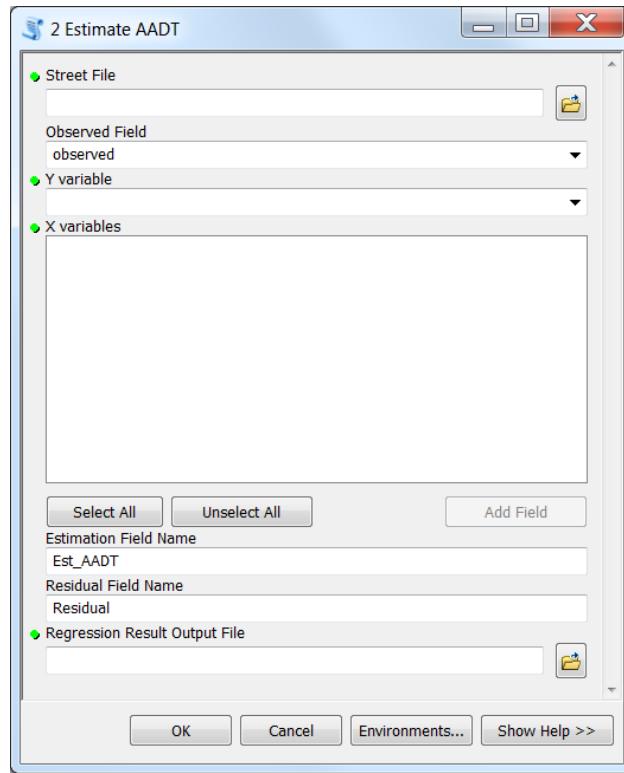 2 Estimate AADT
Street File
Observed Field
observed
Y variable
X variables
Select All
Unselect All
Add Field
Estimation Field Name
Est_AADT
Residual Field Name
Residual
Regression Result Output File
OK
Cancel
Environments...
Show Help >>